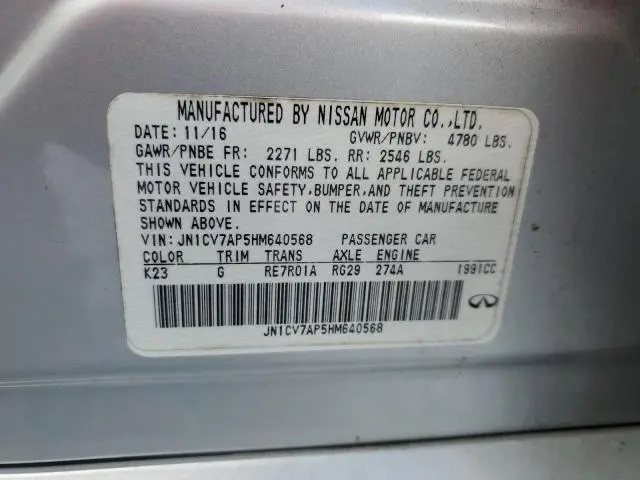 MANUFACTURED BY NISSAN MOTOR CO.,LTD.
DATE: 11/16 GVWR/PNBV: 4780 LBS.
GAWR/PNBE FR: 2271 LBS. RR: 2546 LBS.
THIS VEHICLE CONFORMS TO ALL APPLICABLE FEDERAL
MOTOR VEHICLE SAFETY,BUMPER,AND THEFT PREVENTION
STANDARDS IN EFFECT ON THE DATE OF MANUFACTURE
SHOWN ABOVE.
VIN: JN1CV7AP5HM640568 PASSENGER CAR
COLOR TRIM TRANS AXLE ENGINE
K23 G RE7R01A RG29 274A 1991CC
JN1CV7AP5HM640568